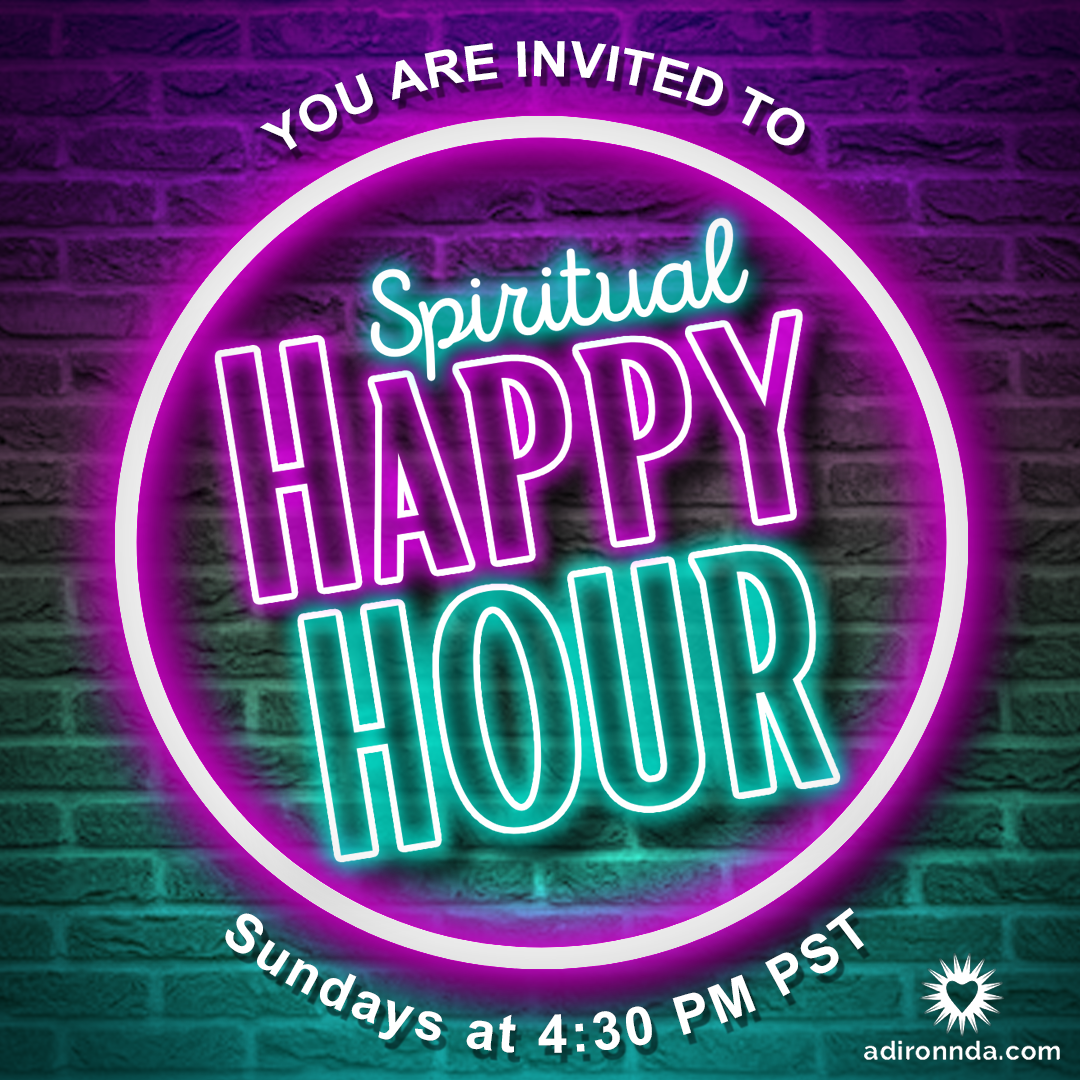 YOU ARE INVITED TO
Spiritual
HAPPY
HOUR
Sundays at 4:30 PM PST
adironnda.com